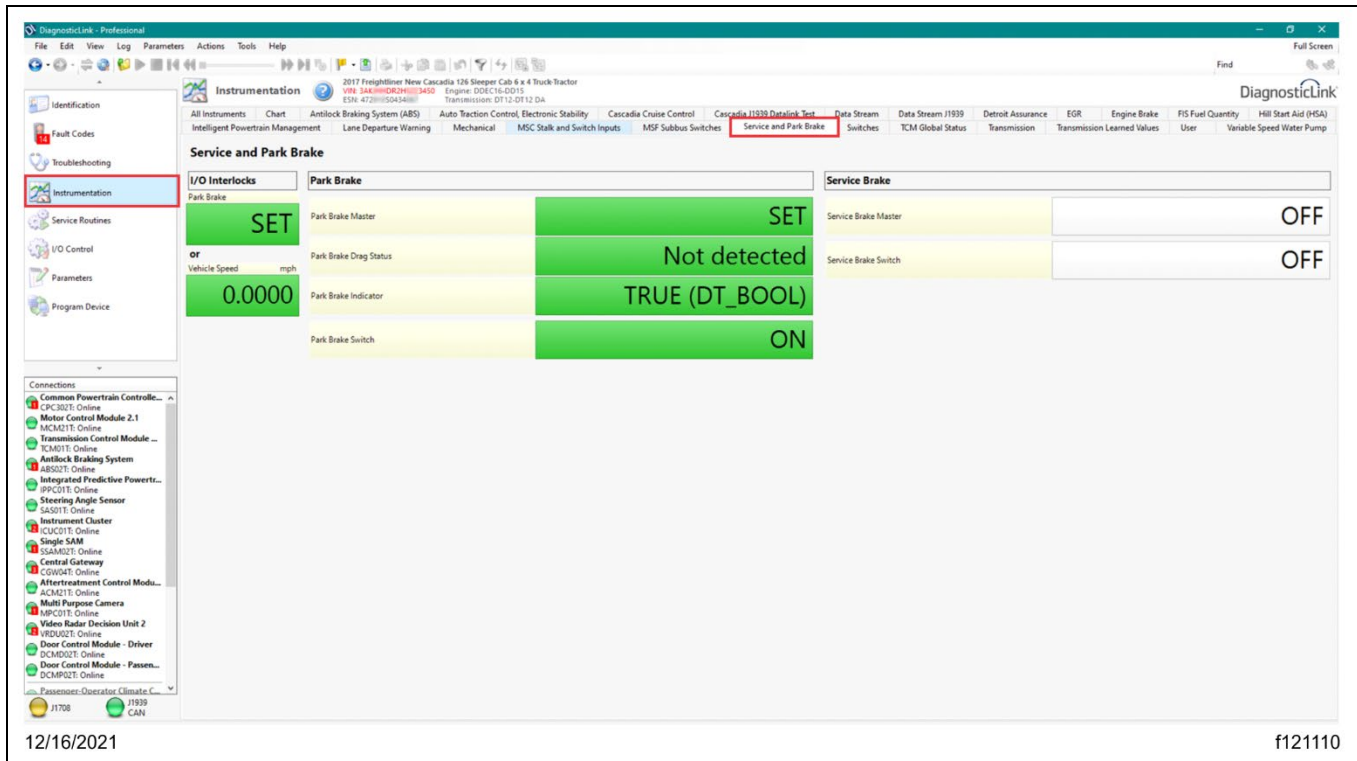 DiagnosticLink - Professional
File Edit View Log Parameters Actions Tools Help
Full Screen
Find
Instrumentation
2017 Freightliner New Cascadia 126 Sleeper Cab 6 x 4 Truck-Tractor
VIN: 3AK DR2H 3450 Engine: DDEC16-DD15
ESN: 472 S0434 Transmission: DT12-DT12 DA
DiagnosticLink
All Instruments Chart Antilock Braking System (ABS) Auto Traction Control, Electronic Stability Cascadia Cruise Control Cascadia J1939 Datalink Test Data Stream Data Stream J1939 Detroit Assurance EGR Engine Brake FIS Fuel Quantity Hill Start Aid (HSA)
Intelligent Powertrain Management Lane Departure Warning Mechanical MSC Stalk and Switch Inputs MSF Subbus Switches Service and Park Brake Switches TCM Global Status Transmission Transmission Learned Values User Variable Speed Water Pump
Identification
Fault Codes
14
Troubleshooting
Instrumentation
Service Routines
I/O Control
Parameters
Program Device
Service and Park Brake
I/O Interlocks
Park Brake
SET
or
Vehicle Speed mph
0.0000
Park Brake
Park Brake Master SET
Park Brake Drag Status Not detected
Park Brake Indicator TRUE (DT_BOOL)
Park Brake Switch ON
Service Brake
Service Brake Master OFF
Service Brake Switch OFF
Connections
Common Powertrain Controlle...
CPC302T: Online
Motor Control Module 2.1
MCM21T: Online
Transmission Control Module ...
TCM01T: Online
Antilock Braking System
ABS02T: Online
Integrated Predictive Powertr...
IPPC01T: Online
Steering Angle Sensor
SAS01T: Online
Instrument Cluster
ICUC01T: Online
Single SAM
SSAM02T: Online
Central Gateway
CGW04T: Online
Aftertreatment Control Modu...
ACM21T: Online
Multi Purpose Camera
MPC01T: Online
Video Radar Decision Unit 2
VRDU02T: Online
Door Control Module - Driver
DCMD02T: Online
Door Control Module - Passen...
DCMP02T: Online
Passenger-Operator Climate C...
J1708
J1939
CAN
12/16/2021
f121110